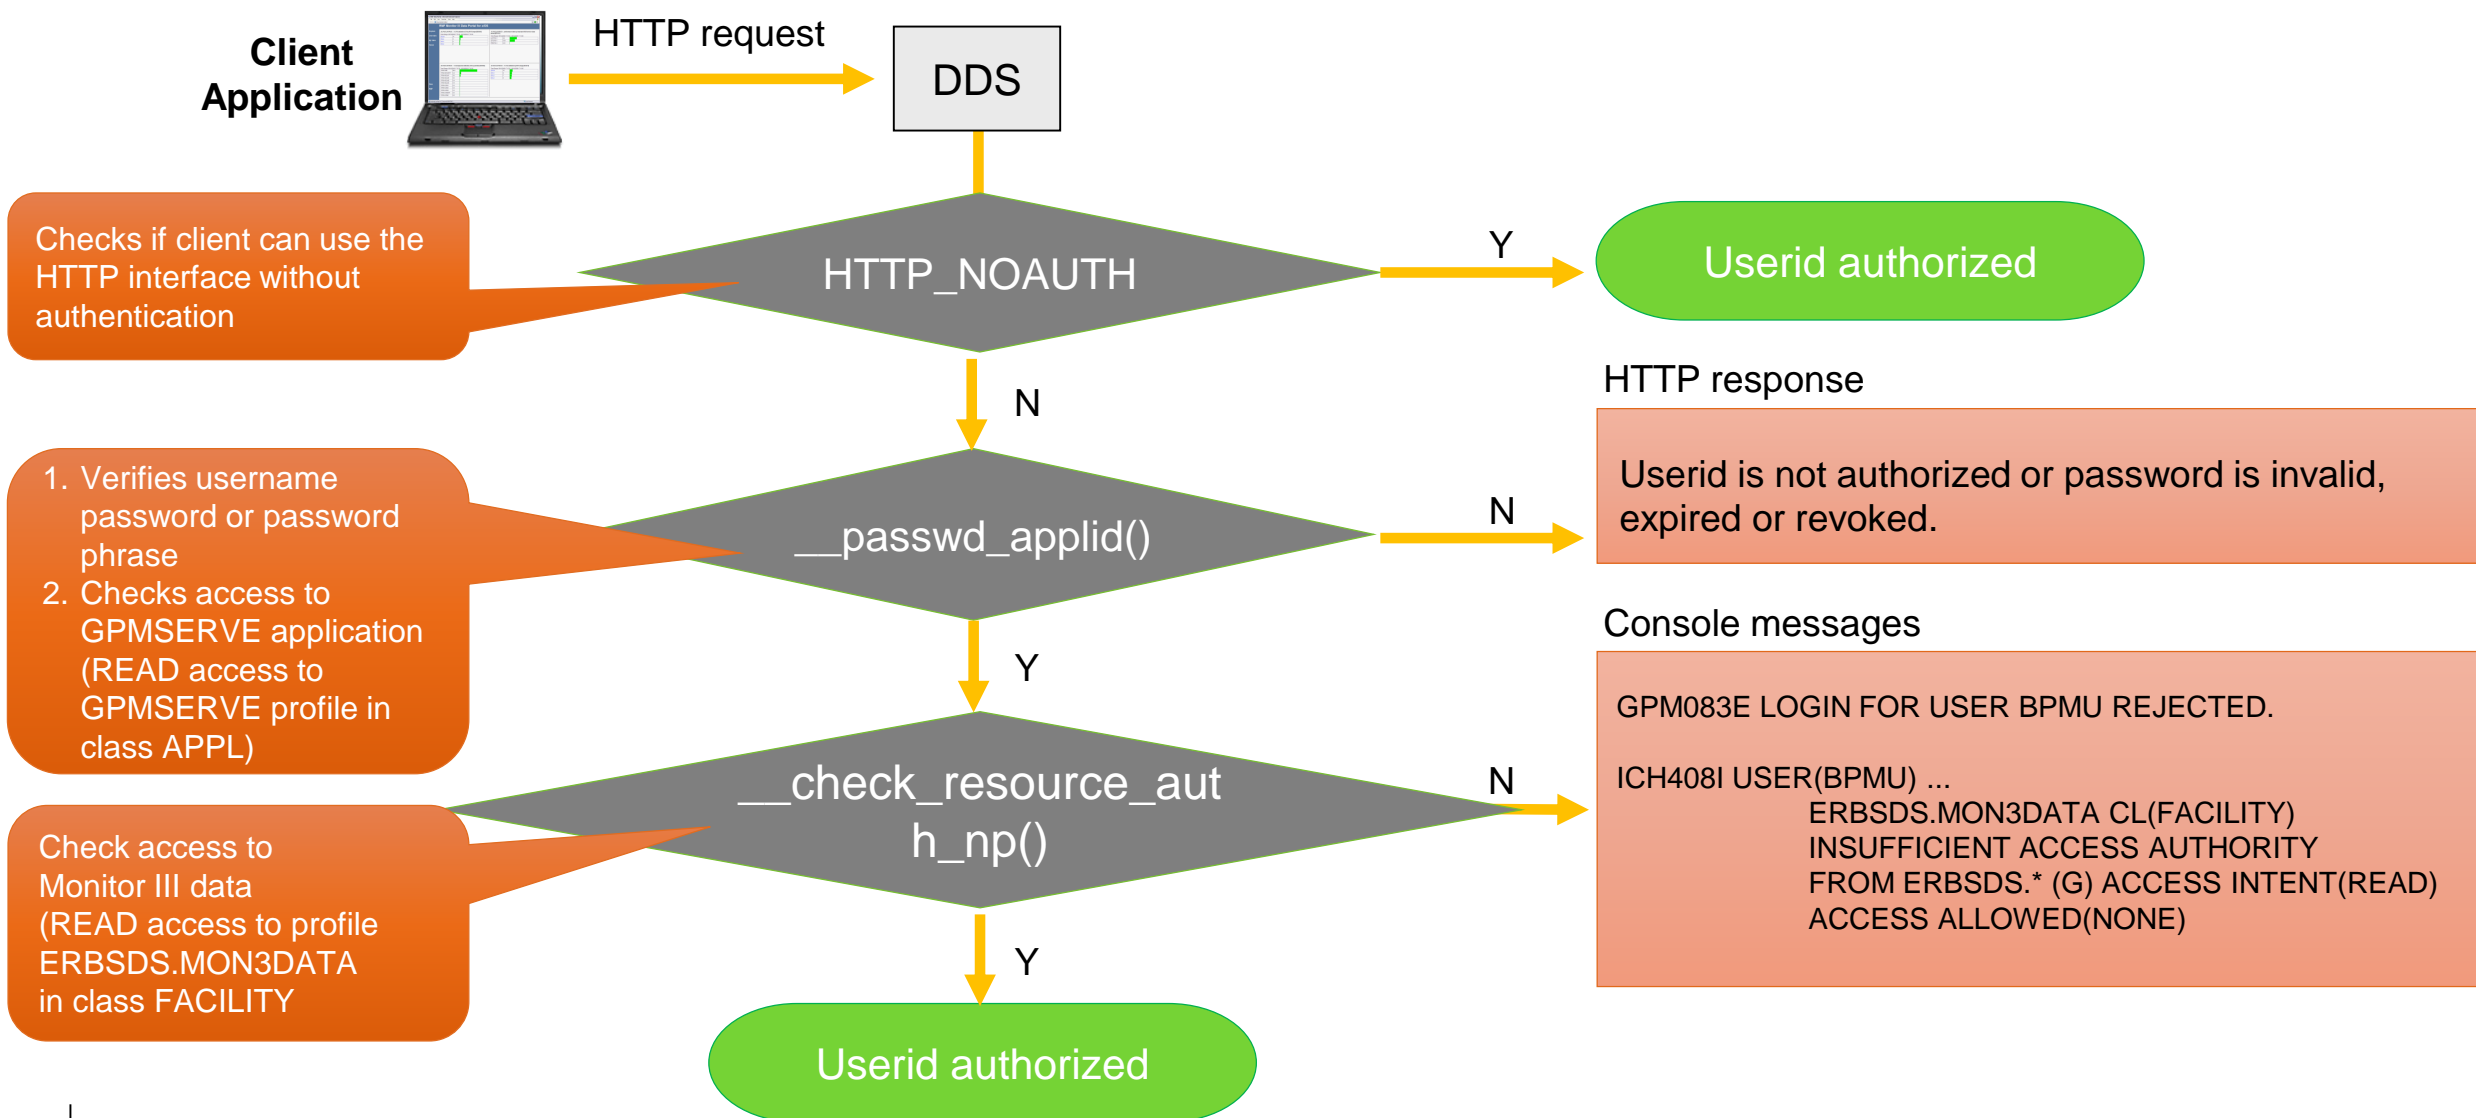 Client
Application
HTTP request
DDS
Checks if client can use the
HTTP interface without
authentication
HTTP_NOAUTH
Y
Userid authorized
N
HTTP response
Userid is not authorized or password is invalid,
expired or revoked.
1. Verifies username
password or password
phrase
2. Checks access to
GPMSERVE application
(READ access to
GPMSERVE profile in
class APPL)
__passwd_applid()
N
Y
Console messages
GPM083E LOGIN FOR USER BPMU REJECTED.
ICH408I USER(BPMU) ...
ERBSDS.MON3DATA CL(FACILITY)
INSUFFICIENT ACCESS AUTHORITY
FROM ERBSDS.* (G) ACCESS INTENT(READ)
ACCESS ALLOWED(NONE)
Check access to
Monitor III data
(READ access to profile
ERBSDS.MON3DATA
in class FACILITY
__check_resource_aut
h_np()
N
Y
Userid authorized